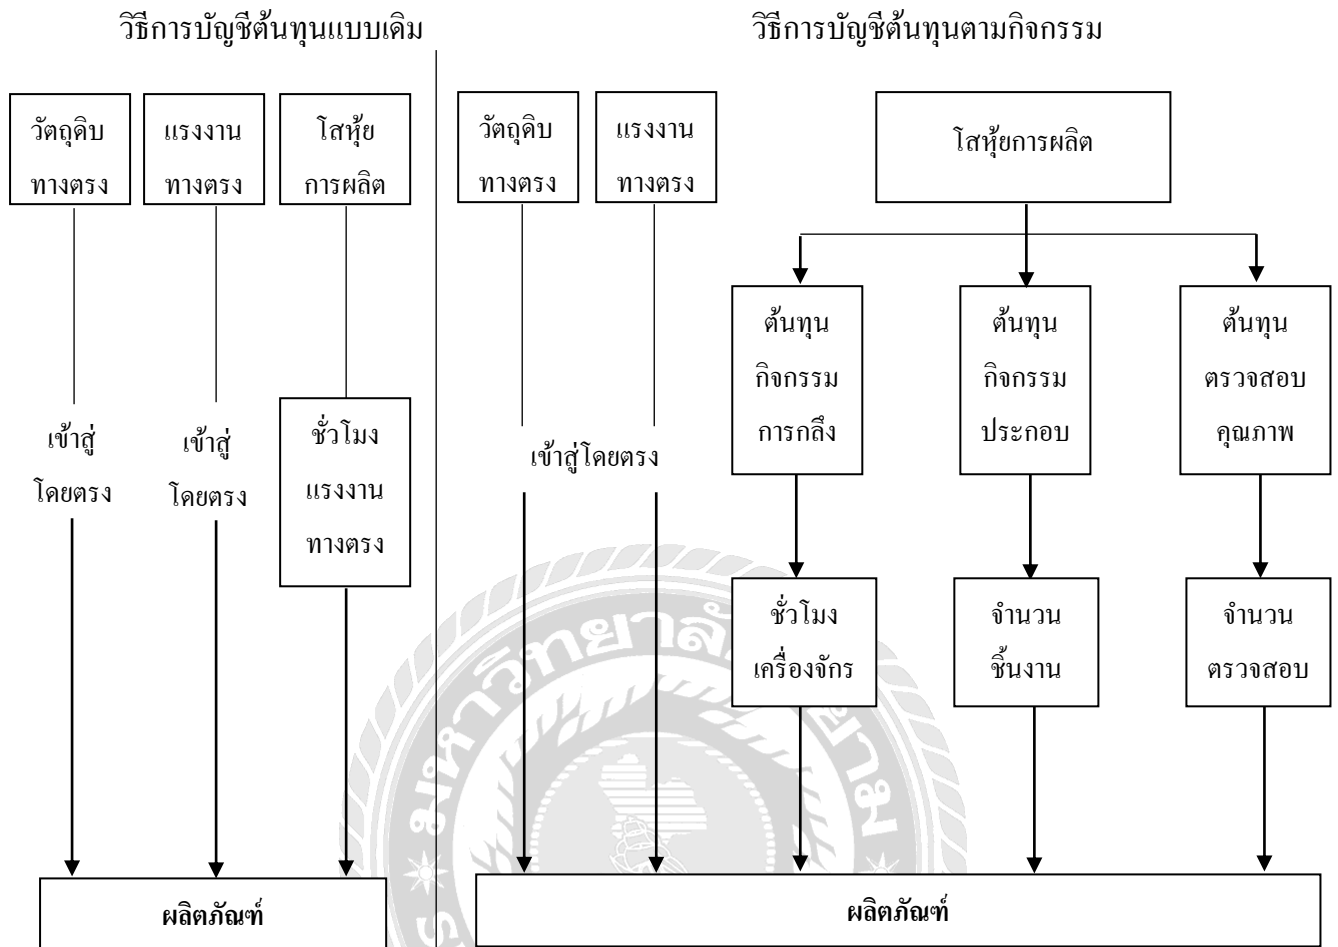 วิธีการบัญชีต้นทุนแบบเดิม
วัตถุดิบ
ทางตรง
แรงงาน
ทางตรง
โสหุ้ย
การผลิต
เข้าสู่
โดยตรง
เข้าสู่
โดยตรง
ชั่วโมง
แรงงาน
ทางตรง
ผลิตภัณฑ์
วิธีการบัญชีต้นทุนตามกิจกรรม
วัตถุดิบ
ทางตรง
แรงงาน
ทางตรง
โสหุ้ยการผลิต
เข้าสู่โดยตรง
ต้นทุน
กิจกรรม
การกลึง
ต้นทุน
กิจกรรม
ประกอบ
ต้นทุน
ตรวจสอบ
คุณภาพ
ชั่วโมง
เครื่องจักร
จำนวน
ชิ้นงาน
จำนวน
ตรวจสอบ
ผลิตภัณฑ์